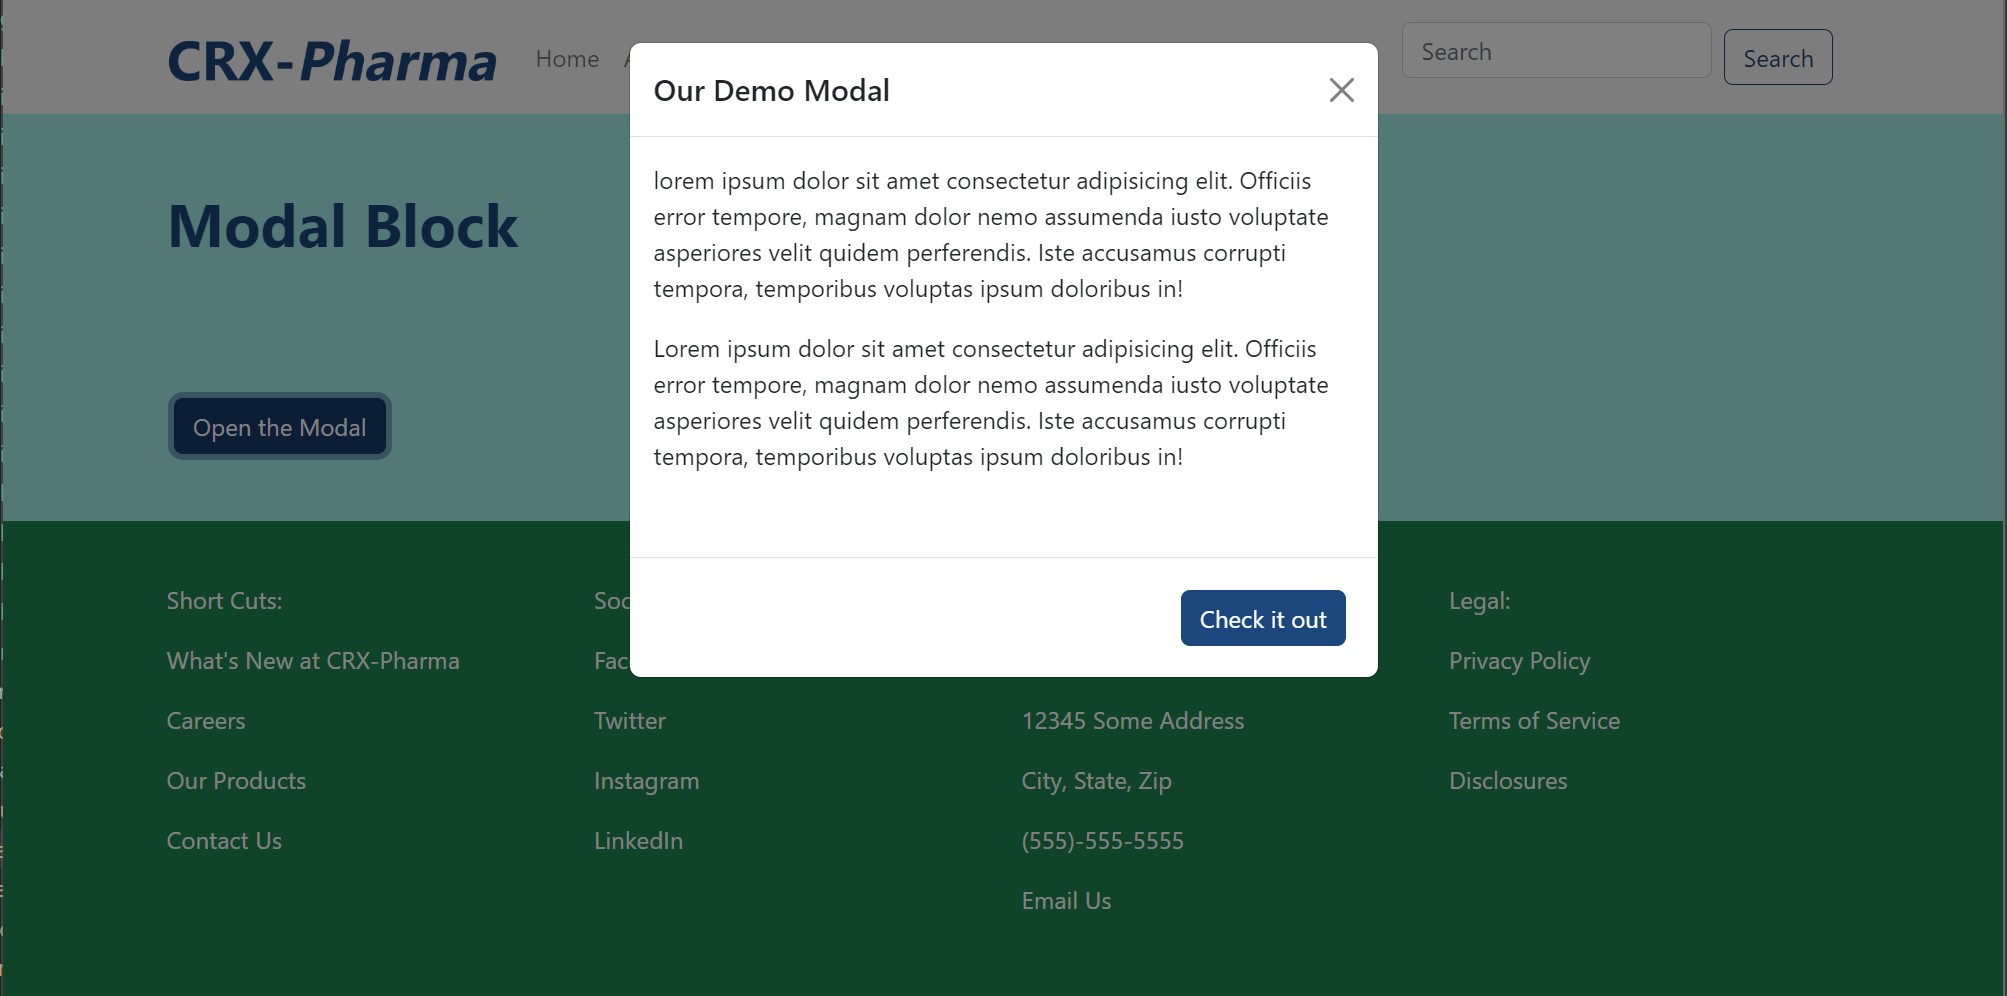 CRX-Pharma Home
Search
Search
Our Demo Modal
lorem ipsum dolor sit amet consectetur adipisicing elit. Officiis
error tempore, magnam dolor nemo assumenda iusto voluptate
asperiores velit quidem perferendis. Iste accusamus corrupti
tempora, temporibus voluptas ipsum doloribus in!
Lorem ipsum dolor sit amet consectetur adipisicing elit. Officiis
error tempore, magnam dolor nemo assumenda iusto voluptate
asperiores velit quidem perferendis. Iste accusamus corrupti
tempora, temporibus voluptas ipsum doloribus in!
Check it out
Modal Block
Open the Modal
Short Cuts:
What's New at CRX-Pharma
Careers
Our Products
Contact Us
Twitter
Instagram
LinkedIn
12345 Some Address
City, State, Zip
(555)-555-5555
Email Us
Legal:
Privacy Policy
Terms of Service
Disclosures